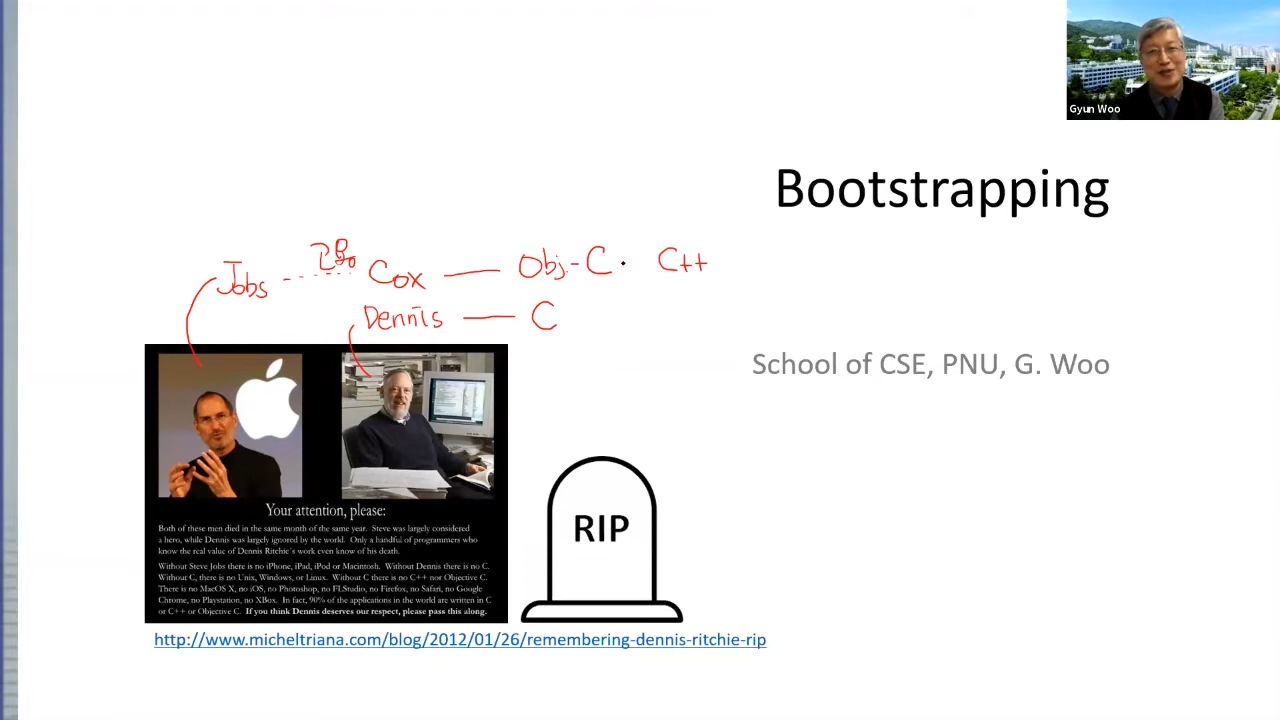 Gyun Woo
Bootstrapping
Jobs Cox Obj-C C++
Dennis C
School of CSE, PNU, G. Woo
Your attention, please:
Both of these men died in the same month of the same year. Steve was largely considered
a hero, while Dennis was largely ignored by the world. Only a handful of programmers who
know the real value of Dennis Ritchie's work even know of his death.
Without Steve Jobs there is no iPhone, iPad, iPod or Macintosh. Without Dennis there is no C.
Without C, there is no Unix, Windows, or Linux. Without C there is no C++ nor Objective C.
There is no MacOS X, no iOS, no Photoshop, no FLStudio, no Firefox, no Safari, no Google
Chrome, no Playstation, no XBox. In fact, 90% of the applications in the world are written in C
or C++ or Objective C. If you think Dennis deserves our respect, please pass this along.
RIP
http://www.micheltriana.com/blog/2012/01/26/remembering-dennis-ritchie-rip